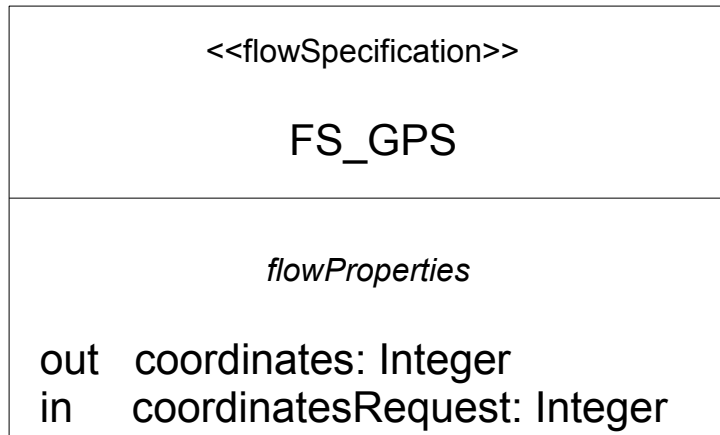 <<flowSpecification>>
FS_GPS
flowProperties
out coordinates: Integer
in coordinatesRequest: Integer